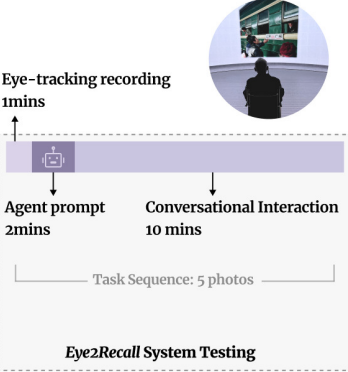 Eye-tracking recording
1mins
Agent prompt
2mins
Conversational Interaction
10 mins
Task Sequence: 5 photos
Eye2Recall System Testing